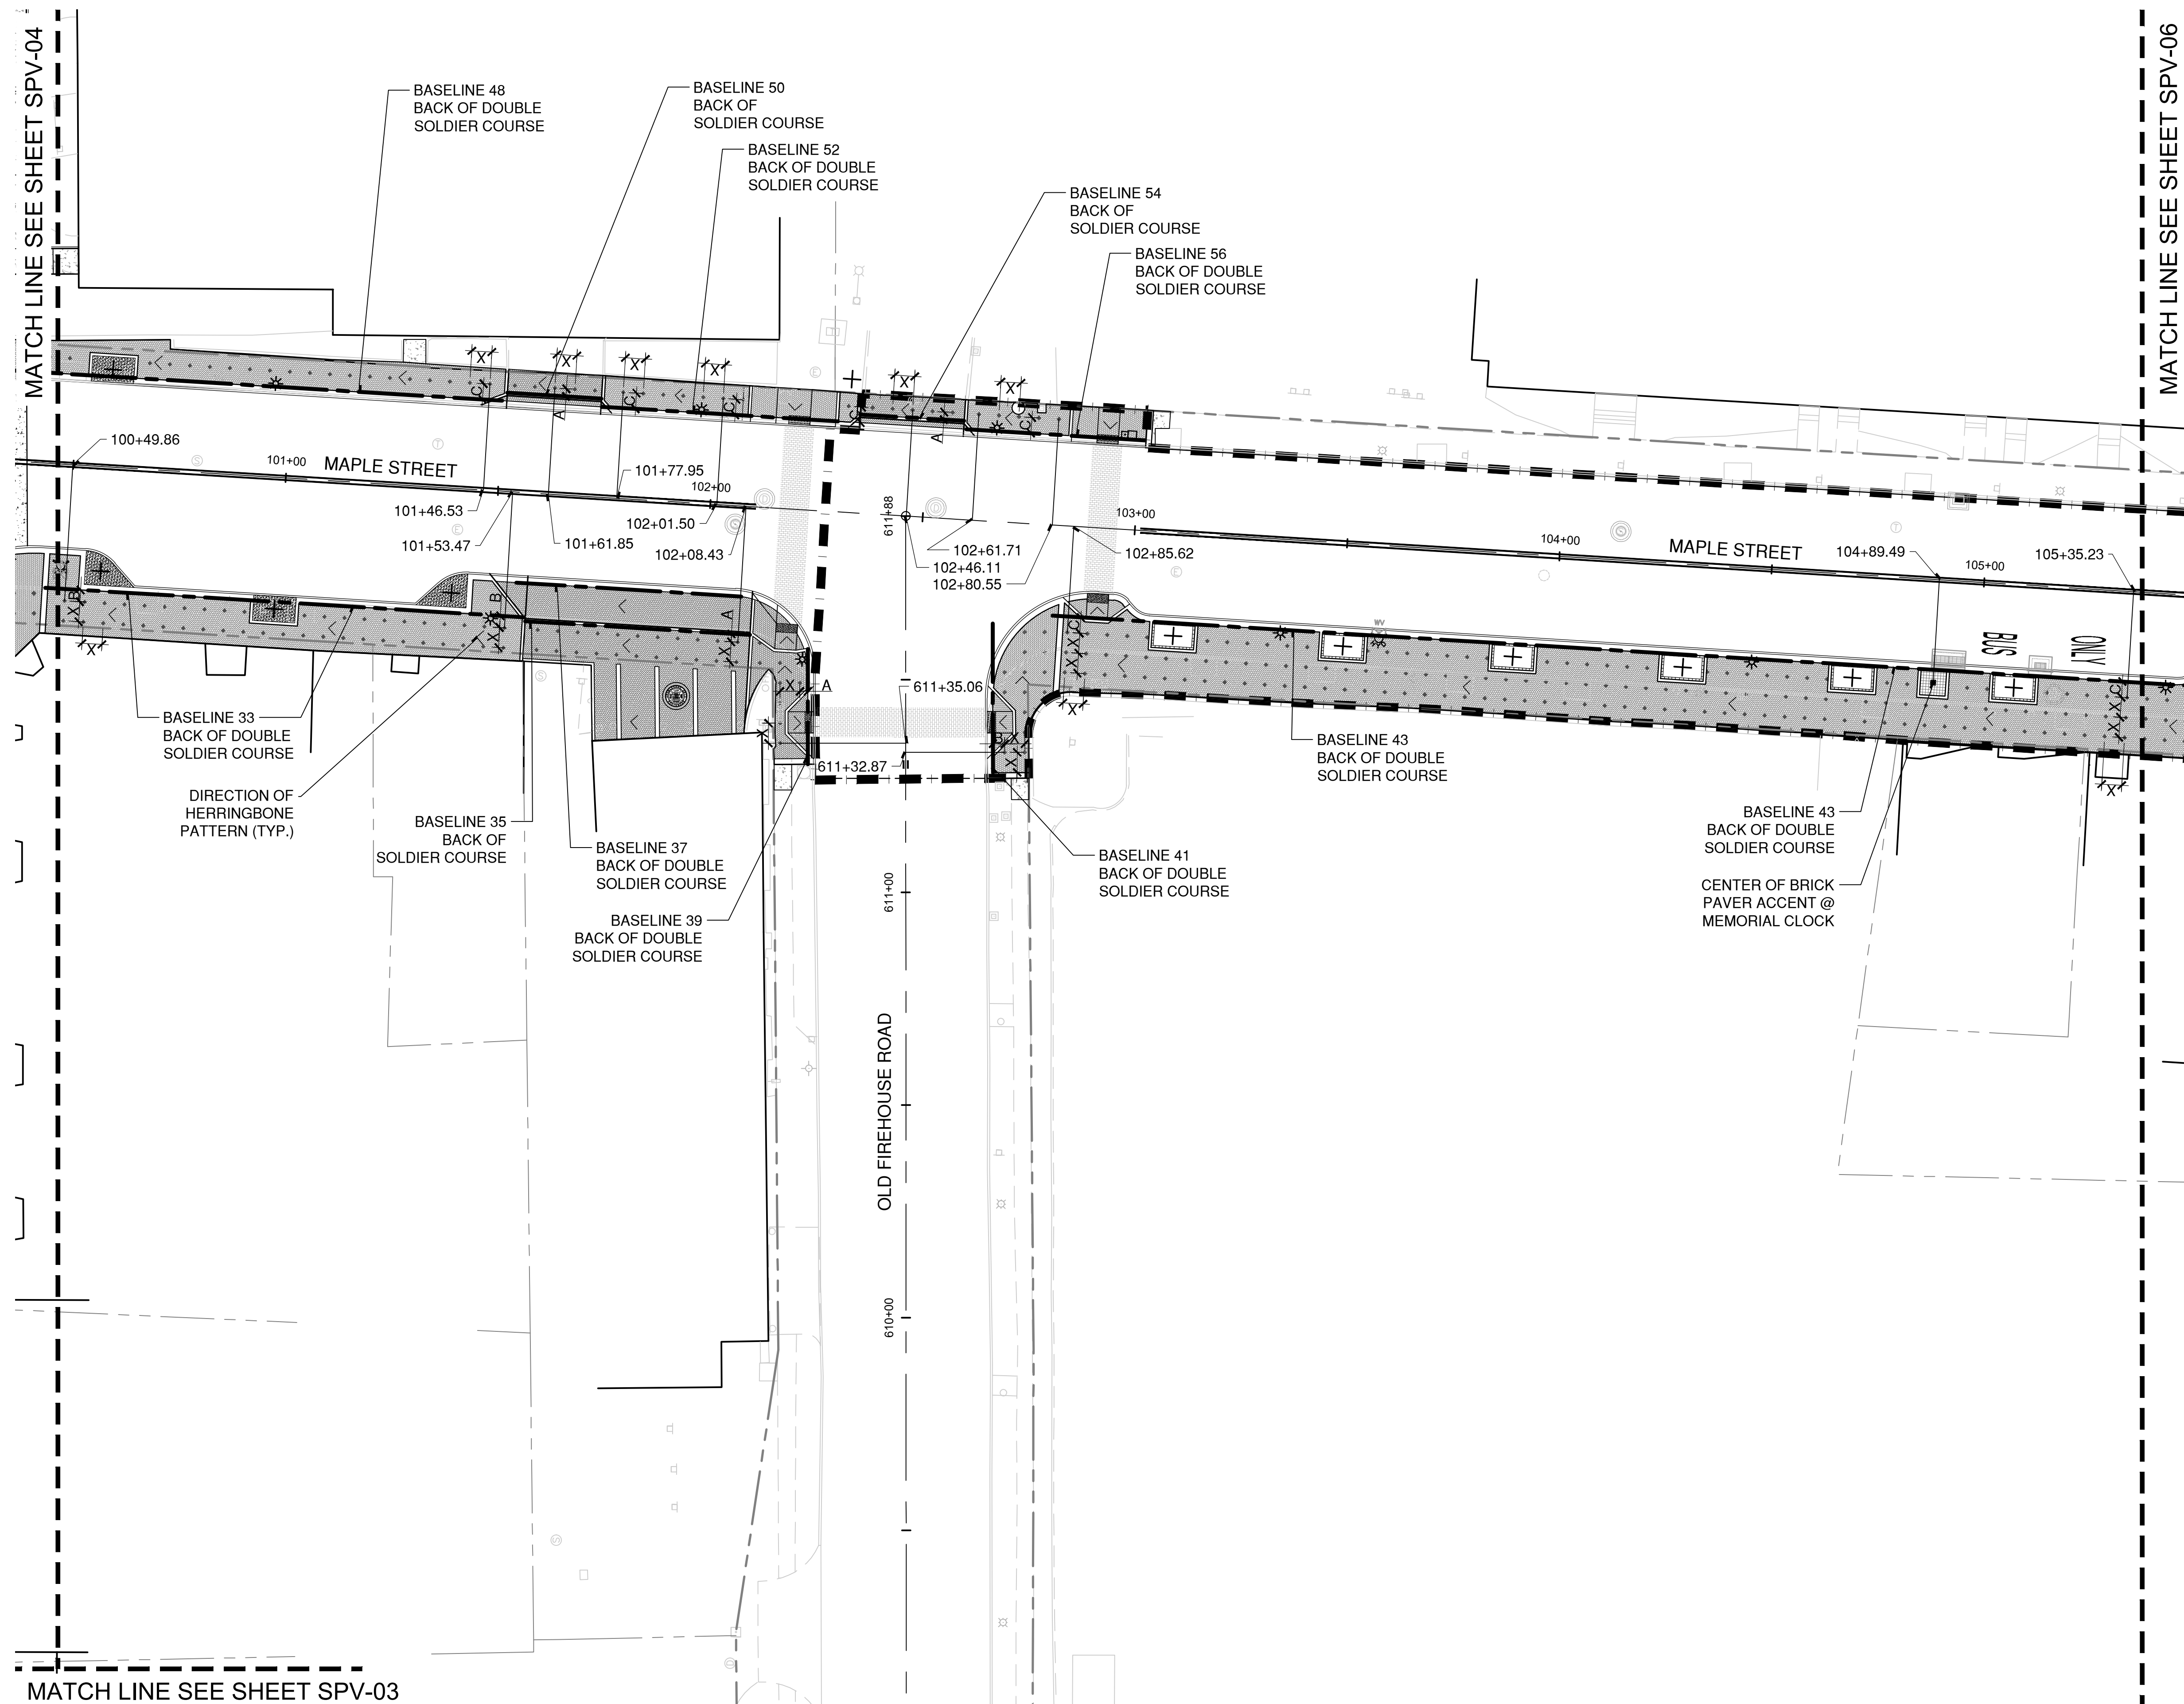 MATCH LINE SEE SHEET SPV-04
MATCH LINE SEE SHEET SPV-06
BASELINE 48
BACK OF DOUBLE
SOLDIER COURSE
BASELINE 50
BACK OF
SOLDIER COURSE
BASELINE 52
BACK OF DOUBLE
SOLDIER COURSE
BASELINE 54
BACK OF
SOLDIER COURSE
BASELINE 56
BACK OF DOUBLE
SOLDIER COURSE
X
X
X
X
X
X
C
A
C
C
C
A
C
100+49.86
101+00
MAPLE STREET
101+46.53
101+53.47
101+61.85
101+77.95
102+00
102+01.50
102+08.43
611+88
102+61.71
102+46.11
102+80.55
103+00
102+85.62
104+00
MAPLE STREET
104+89.49
105+00
105+35.23
T
S
E
E
D
S
S
T
E
WV
BUS
ONLY
B
X
X
B
X
A
X
X
A
X
S
C
X
X
X
B
X
X
C
X
X
X
611+35.06
611+32.87
BASELINE 33
BACK OF DOUBLE
SOLDIER COURSE
DIRECTION OF
HERRINGBONE
PATTERN (TYP.)
BASELINE 35
BACK OF
SOLDIER COURSE
BASELINE 37
BACK OF DOUBLE
SOLDIER COURSE
BASELINE 39
BACK OF DOUBLE
SOLDIER COURSE
BASELINE 41
BACK OF DOUBLE
SOLDIER COURSE
BASELINE 43
BACK OF DOUBLE
SOLDIER COURSE
BASELINE 43
BACK OF DOUBLE
SOLDIER COURSE
CENTER OF BRICK
PAVER ACCENT @
MEMORIAL CLOCK
611+00
OLD FIREHOUSE ROAD
610+00
S
MATCH LINE SEE SHEET SPV-03